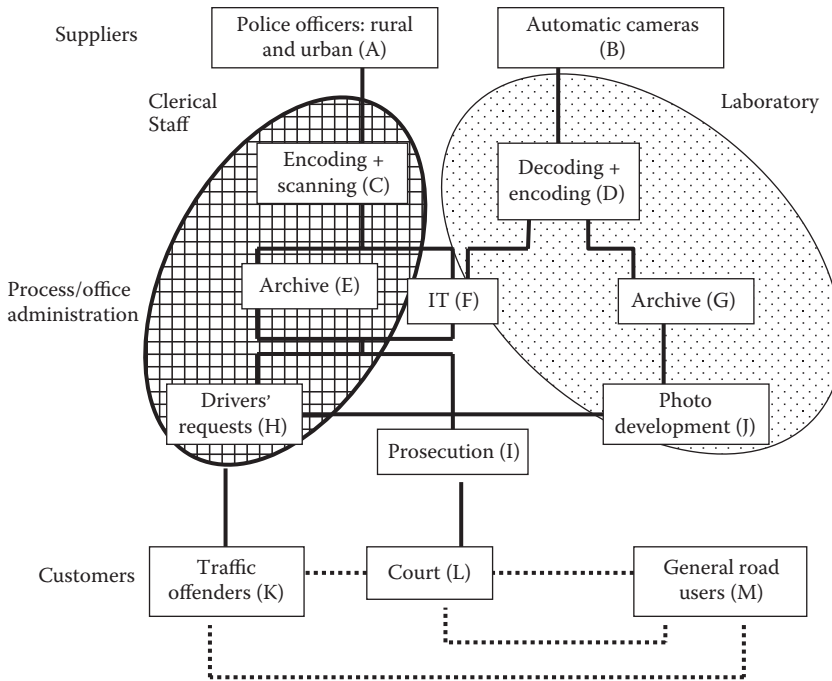 Suppliers
Police officers: rural
and urban (A)
Automatic cameras
(B)
Clerical
Staff
Laboratory
Encoding +
scanning (C)
Decoding +
encoding (D)
Process/office
administration
Archive (E)
IT (F)
Archive (G)
Drivers’
requests (H)
Photo
development (J)
Prosecution (I)
Customers
Traffic
offenders (K)
Court (L)
General road
users (M)